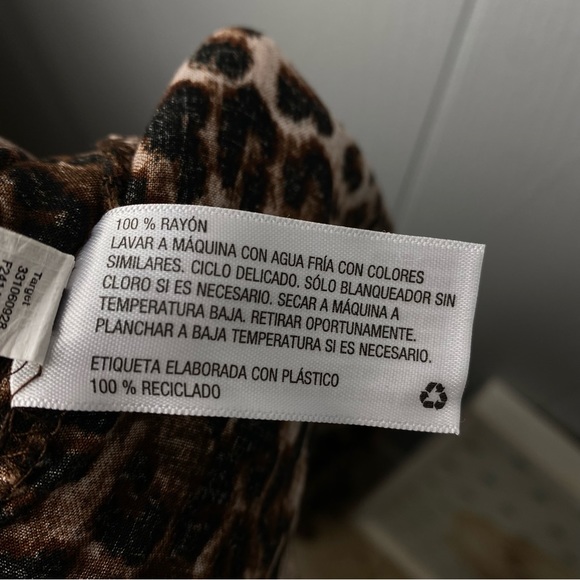 100 % RAYÓN
LAVAR A MÁQUINA CON AGUA FRÍA CON COLORES
SIMILARES. CICLO DELICADO. SÓLO BLANQUEADOR SIN
CLORO SI ES NECESARIO. SECAR A MÁQUINA A
TEMPERATURA BAJA. RETIRAR OPORTUNAMENTE.
PLANCHAR A BAJA TEMPERATURA SI ES NECESARIO.
ETIQUETA ELABORADA CON PLÁSTICO
100 % RECICLADO
Target
331060928